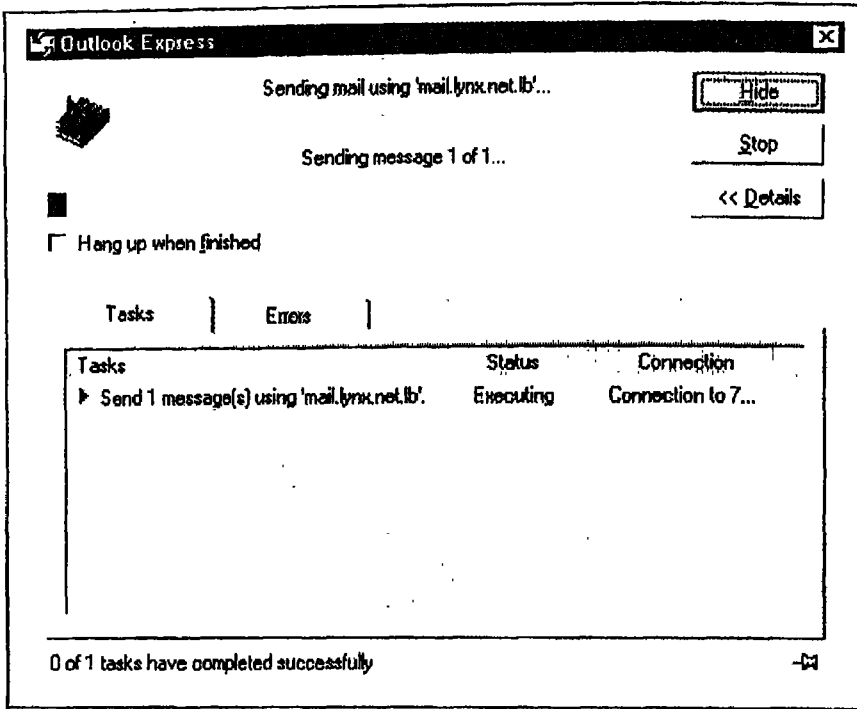 Outlook Express
Sending mail using 'mail.lynx.net.lb'...
Hide
Sending message 1 of 1...
Stop
<< Details
Hang up when finished
Tasks
Errors
Tasks Status Connection
Send 1 message(s) using 'mail.lynx.net.lb'. Executing Connection to 7...
0 of 1 tasks have completed successfully